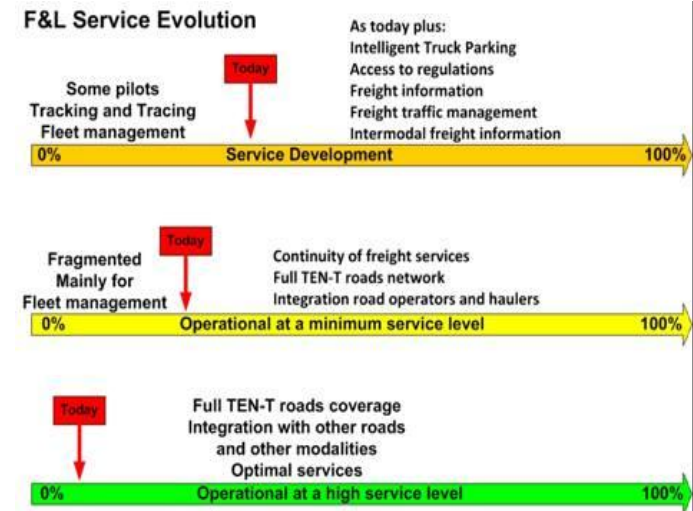 F&L Service Evolution
Some pilots
Tracking and Tracing
Fleet management
Today
As today plus:
Intelligent Truck Parking
Access to regulations
Freight information
Freight traffic management
Intermodal freight information
0% Service Development 100%
Fragmented
Mainly for
Fleet management
Today
Continuity of freight services
Full TEN-T roads network
Integration road operators and haulers
0% Operational at a minimum service level 100%
Today
Full TEN-T roads coverage
Integration with other roads
and other modalities
Optimal services
0% Operational at a high service level 100%